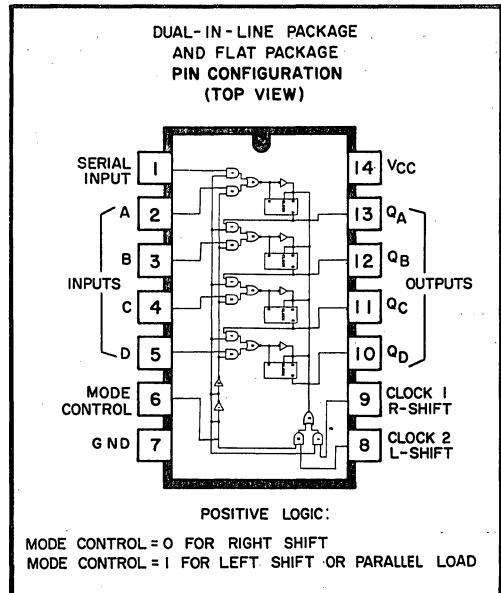 DUAL-IN-LINE PACKAGE
AND FLAT PACKAGE
PIN CONFIGURATION
(TOP VIEW)
SERIAL INPUT 1
14 VCC
A 2
13 QA
B 3
12 QB
INPUTS
OUTPUTS
C 4
11 QC
D 5
10 QD
MODE CONTROL 6
9 CLOCK 1 R-SHIFT
GND 7
8 CLOCK 2 L-SHIFT
POSITIVE LOGIC:
MODE CONTROL = 0 FOR RIGHT SHIFT
MODE CONTROL = 1 FOR LEFT SHIFT OR PARALLEL LOAD